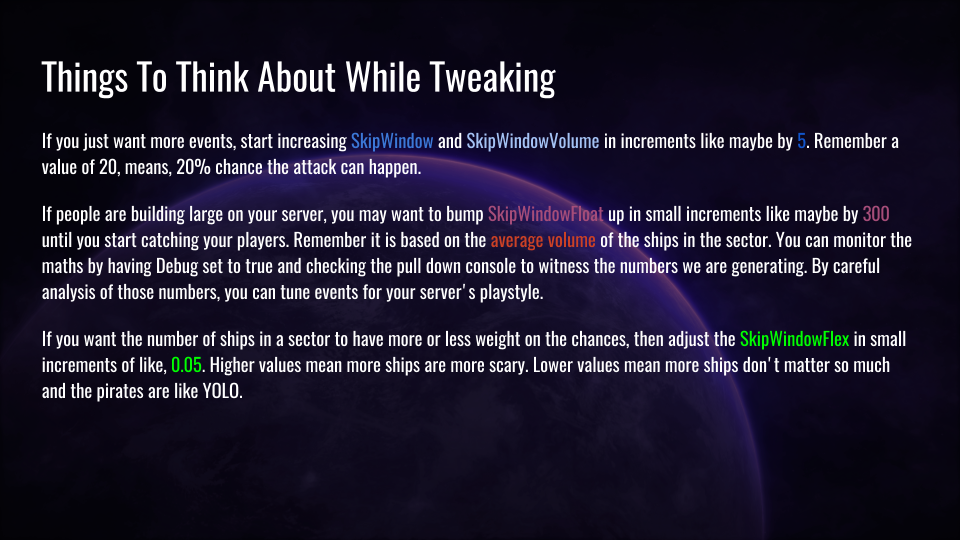 Things To Think About While Tweaking
If you just want more events, start increasing SkipWindow and SkipWindowVolume in increments like maybe by 5. Remember a
value of 20, means, 20% chance the attack can happen.
If people are building large on your server, you may want to bump SkipWindowFloat up in small increments like maybe by 300
until you start catching your players. Remember it is based on the average volume of the ships in the sector. You can monitor the
maths by having Debug set to true and checking the pull down console to witness the numbers we are generating. By careful
analysis of those numbers, you can tune events for your server's playstyle.
If you want the number of ships in a sector to have more or less weight on the chances, then adjust the SkipWindowFlex in small
increments of like, 0.05. Higher values mean more ships are more scary. Lower values mean more ships don't matter so much
and the pirates are like YOLO.